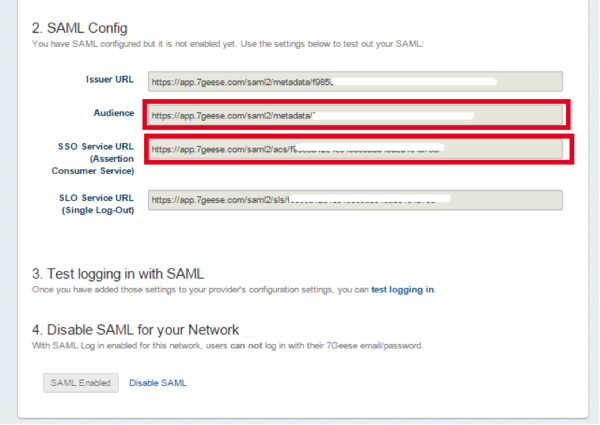 2. SAML Config
You have SAML configured but it is not enabled yet. Use the settings below to test out your SAML:
Issuer URL
https://app.7geese.com/saml2/metadata/f985
Audience
https://app.7geese.com/saml2/metadata/
SSO Service URL
(Assertion
Consumer Service)
https://app.7geese.com/saml2/acs/f
SLO Service URL
(Single Log-Out)
https://app.7geese.com/saml2/sls/
3. Test logging in with SAML
Once you have added those settings to your provider's configuration settings, you can test logging in.
4. Disable SAML for your Network
With SAML Log in enabled for this network, users can not log in with their 7Geese email/password.
SAML Enabled Disable SAML